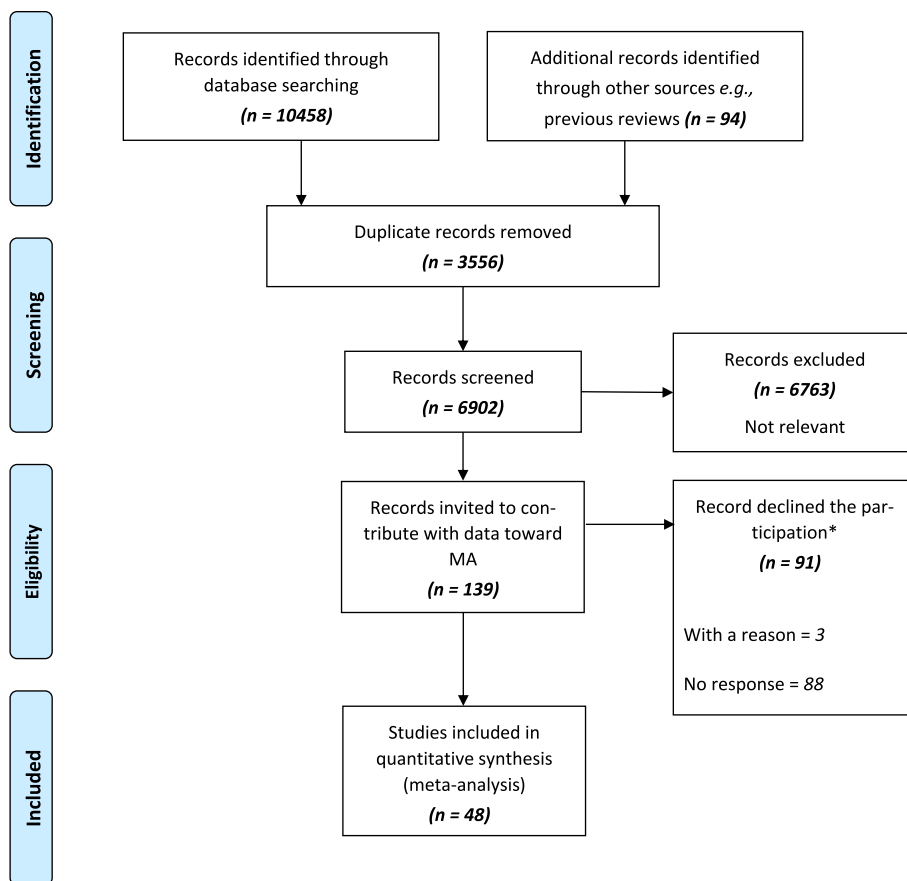 Identification
Records identified through
database searching
(n = 10458)
Additional records identified
through other sources e.g.,
previous reviews (n = 94)
Duplicate records removed
(n = 3556)
Screening
Records screened
(n = 6902)
Records excluded
(n = 6763)
Not relevant
Eligibility
Records invited to con-
tribute with data toward
MA
(n = 139)
Record declined the par-
ticipation*
(n = 91)
With a reason = 3
No response = 88
Included
Studies included in
quantitative synthesis
(meta-analysis)
(n = 48)